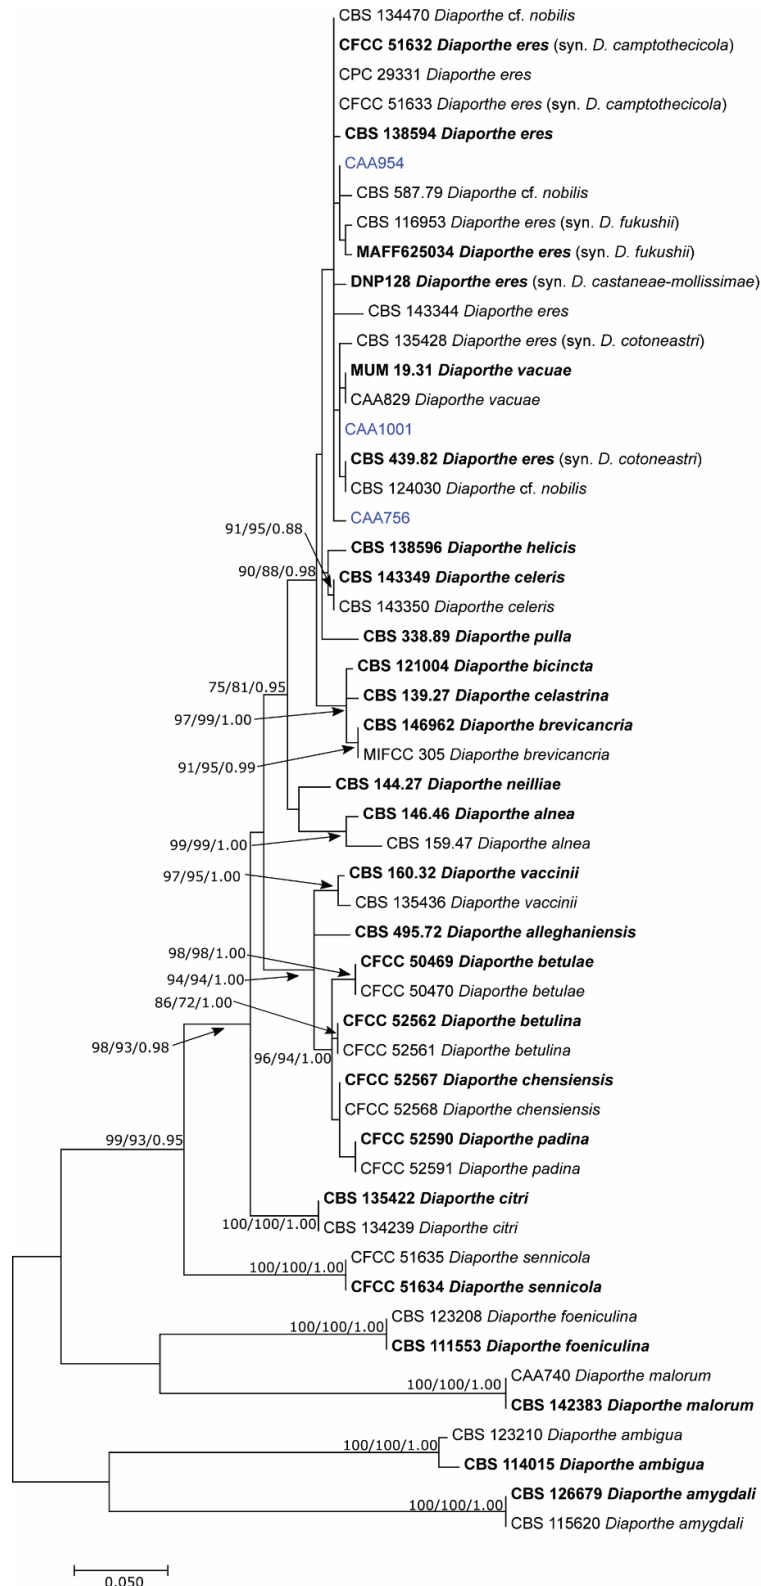 CBS 134470 Diaporthe cf. nobilis
CFCC 51632 Diaporthe eres (syn. D. camptothecicola)
CPC 29331 Diaporthe eres
CFCC 51633 Diaporthe eres (syn. D. camptothecicola)
CBS 138594 Diaporthe eres
CAA954
CBS 587.79 Diaporthe cf. nobilis
CBS 116953 Diaporthe eres (syn. D. fukushii)
MAFF625034 Diaporthe eres (syn. D. fukushii)
DNP128 Diaporthe eres (syn. D. castaneae-mollissimae)
CBS 143344 Diaporthe eres
CBS 135428 Diaporthe eres (syn. D. cotoneastri)
MUM 19.31 Diaporthe vacuae
CAA829 Diaporthe vacuae
CAA1001
CBS 439.82 Diaporthe eres (syn. D. cotoneastri)
CBS 124030 Diaporthe cf. nobilis
CAA756
91/95/0.88
CBS 138596 Diaporthe helicis
90/88/0.98
CBS 143349 Diaporthe celeris
CBS 143350 Diaporthe celeris
CBS 338.89 Diaporthe pulla
CBS 121004 Diaporthe bicincta
75/81/0.95
CBS 139.27 Diaporthe celastrina
97/99/1.00
CBS 146962 Diaporthe brevicancria
MIFCC 305 Diaporthe brevicancria
91/95/0.99
CBS 144.27 Diaporthe neilliae
CBS 146.46 Diaporthe alnea
99/99/1.00
CBS 159.47 Diaporthe alnea
97/95/1.00
CBS 160.32 Diaporthe vaccinii
CBS 135436 Diaporthe vaccinii
CBS 495.72 Diaporthe alleghaniensis
98/98/1.00
CFCC 50469 Diaporthe betulae
94/94/1.00
CFCC 50470 Diaporthe betulae
86/72/1.00
CFCC 52562 Diaporthe betulina
98/93/0.98
CFCC 52561 Diaporthe betulina
96/94/1.00
CFCC 52567 Diaporthe chensiensis
CFCC 52568 Diaporthe chensiensis
99/93/0.95
CFCC 52590 Diaporthe padina
CFCC 52591 Diaporthe padina
CBS 135422 Diaporthe citri
100/100/1.00
CBS 134239 Diaporthe citri
CFCC 51635 Diaporthe sennicola
100/100/1.00
CFCC 51634 Diaporthe sennicola
CBS 123208 Diaporthe foeniculina
100/100/1.00
CBS 111553 Diaporthe foeniculina
CAA740 Diaporthe malorum
100/100/1.00
CBS 142383 Diaporthe malorum
CBS 123210 Diaporthe ambigua
100/100/1.00
CBS 114015 Diaporthe ambigua
CBS 126679 Diaporthe amygdali
100/100/1.00
CBS 115620 Diaporthe amygdali
0.050